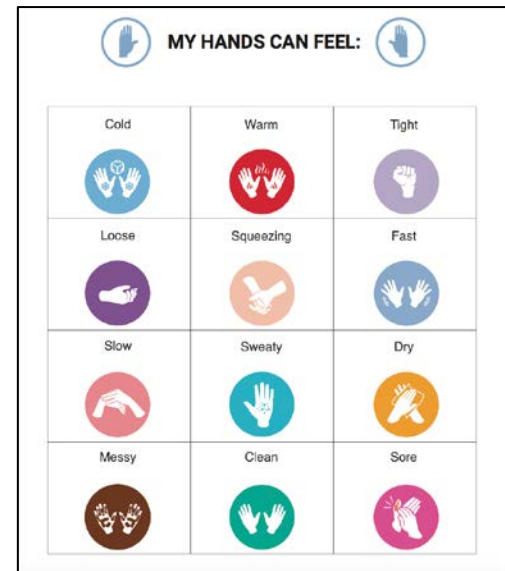 MY HANDS CAN FEEL:
Cold Warm Tight
Loose Squeezing Fast
Slow Sweaty Dry
Messy Clean Sore